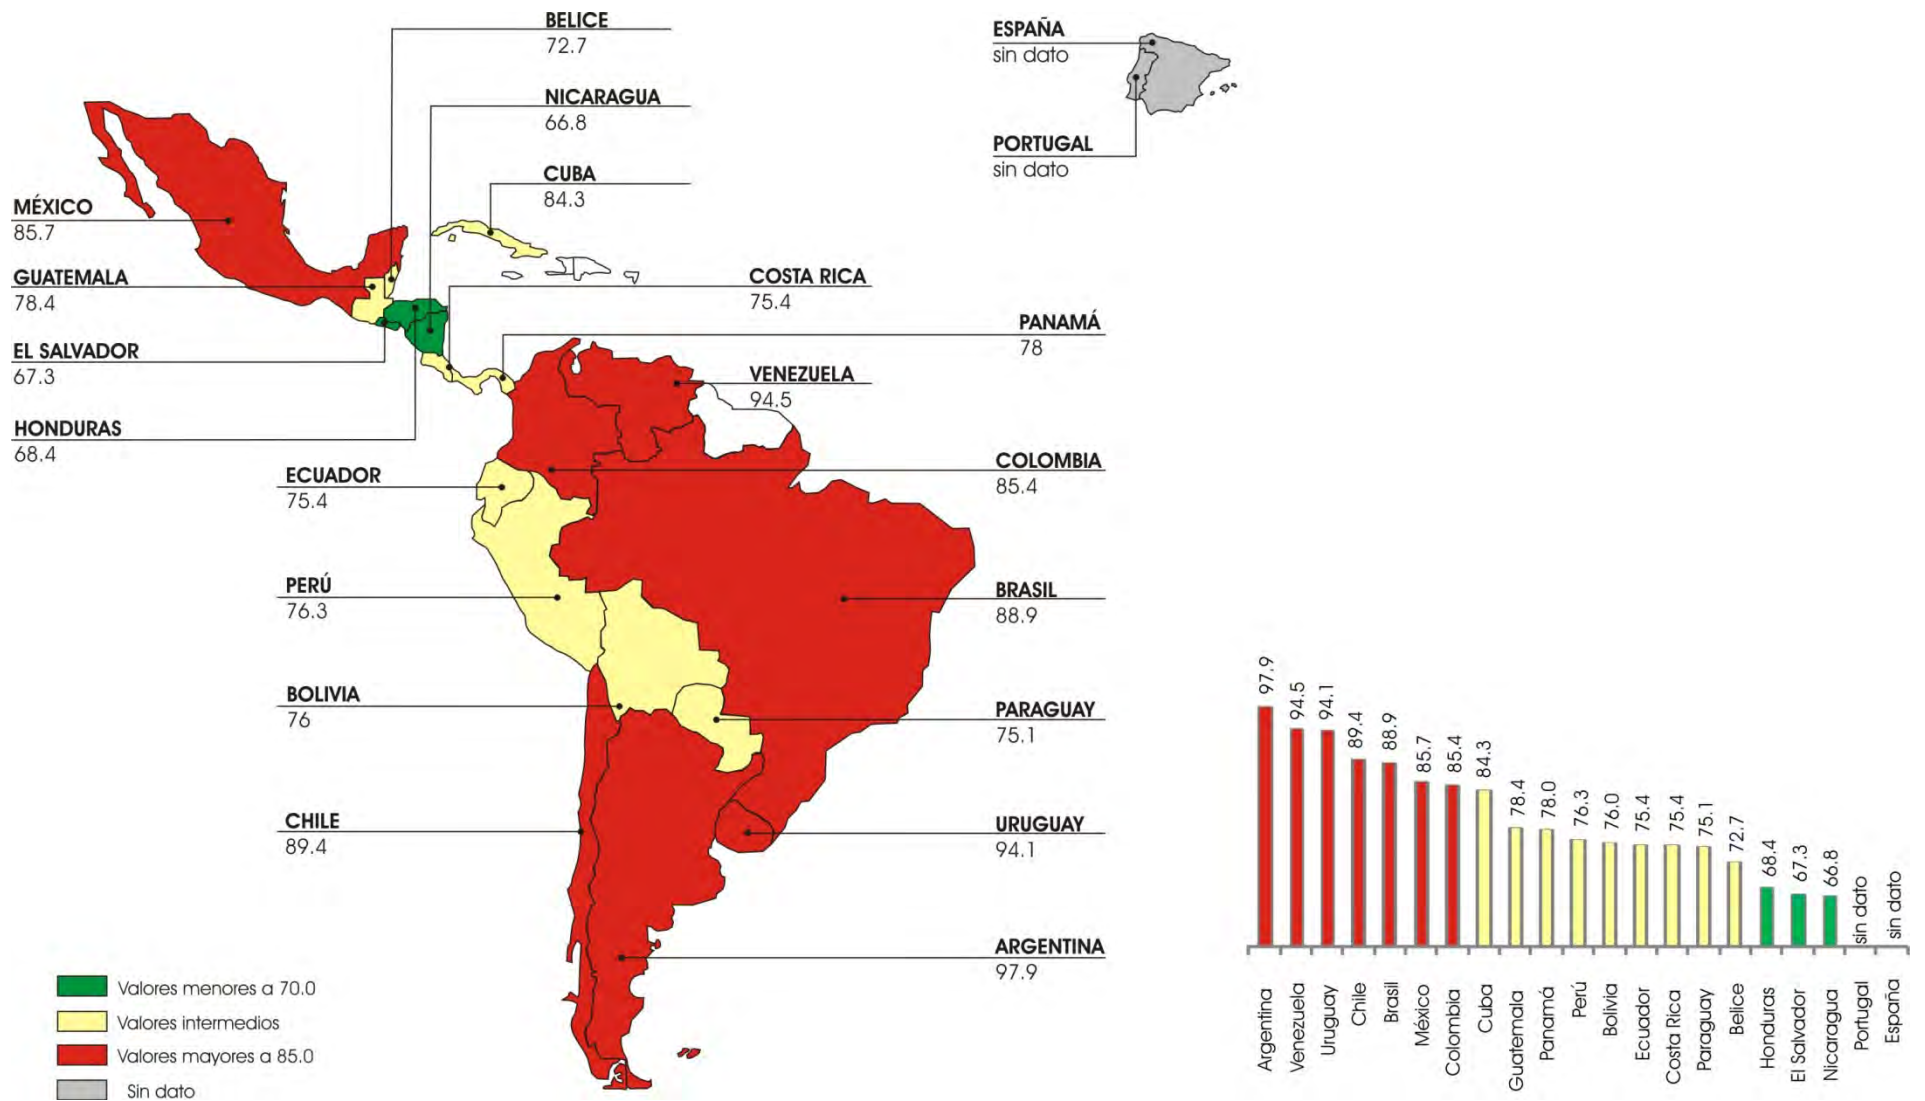 BELICE
72.7
NICARAGUA
66.8
CUBA
84.3
ESPAÑA
sin dato
PORTUGAL
sin dato
MÉXICO
85.7
GUATEMALA
78.4
EL SALVADOR
67.3
HONDURAS
68.4
COSTA RICA
75.4
PANAMÁ
78
VENEZUELA
94.5
COLOMBIA
85.4
ECUADOR
75.4
PERÚ
76.3
BRASIL
88.9
BOLIVIA
76
PARAGUAY
75.1
CHILE
89.4
URUGUAY
94.1
ARGENTINA
97.9
Valores menores a 70.0
Valores intermedios
Valores mayores a 85.0
Sin dato
97.9
94.5
94.1
89.4
88.9
85.7
85.4
84.3
78.4
78.0
76.3
76.0
75.4
75.4
75.1
72.7
68.4
67.3
66.8
sin dato
sin dato
Argentina
Venezuela
Uruguay
Chile
Brasil
México
Colombia
Cuba
Guatemala
Panamá
Perú
Bolivia
Ecuador
Costa Rica
Paraguay
Belice
Honduras
El Salvador
Nicaragua
Portugal
España